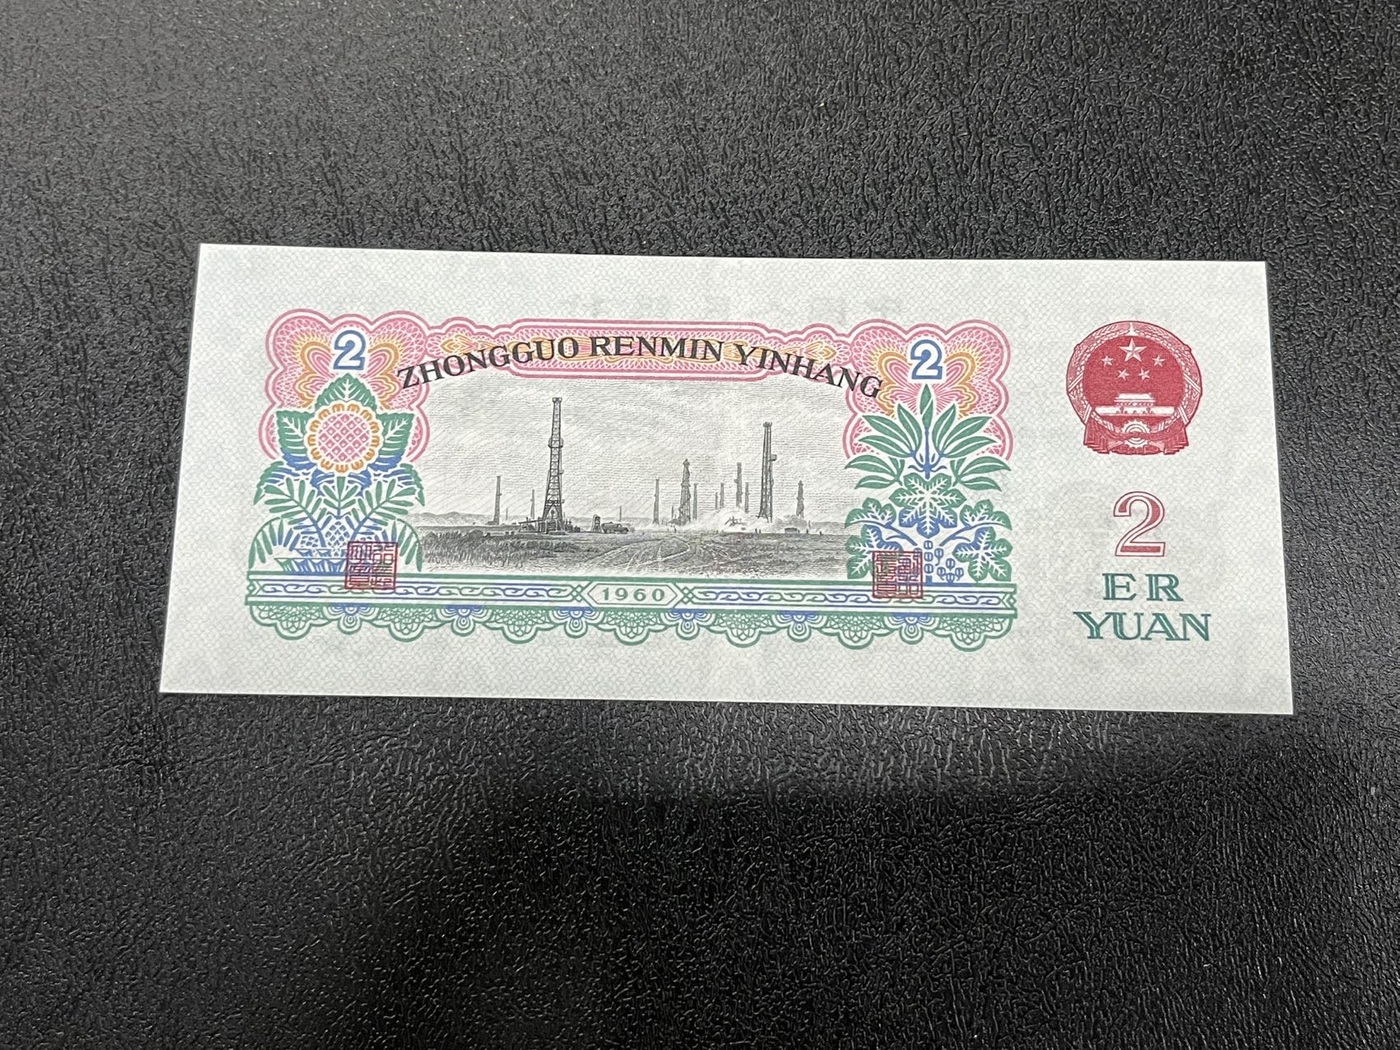 2
ZHONGGUO RENMIN YINHANG
2
1960
2
ER
YUAN